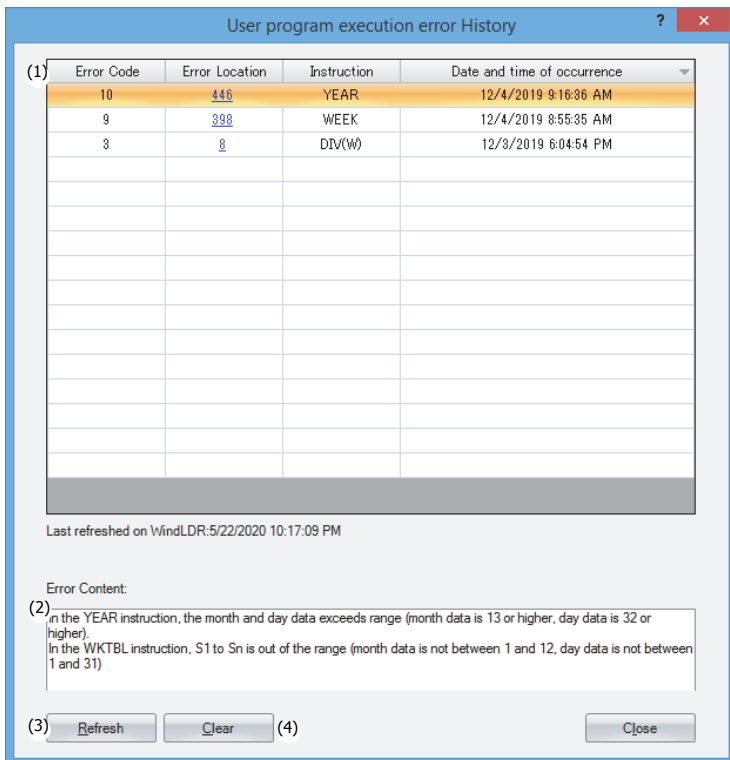 User program execution error History
? ×
(1) Error Code Error Location Instruction Date and time of occurrence
10 446 YEAR 12/4/2019 9:16:36 AM
9 398 WEEK 12/4/2019 8:55:35 AM
3 8 DIV(W) 12/3/2019 6:04:54 PM
Last refreshed on WindLDR:5/22/2020 10:17:09 PM
Error Content:
(2)
In the YEAR instruction, the month and day data exceeds range (month data is 13 or higher, day data is 32 or
higher).
In the WKTBL instruction, S1 to Sn is out of the range (month data is not between 1 and 12, day data is not between
1 and 31)
(3) Refresh Clear (4) Close